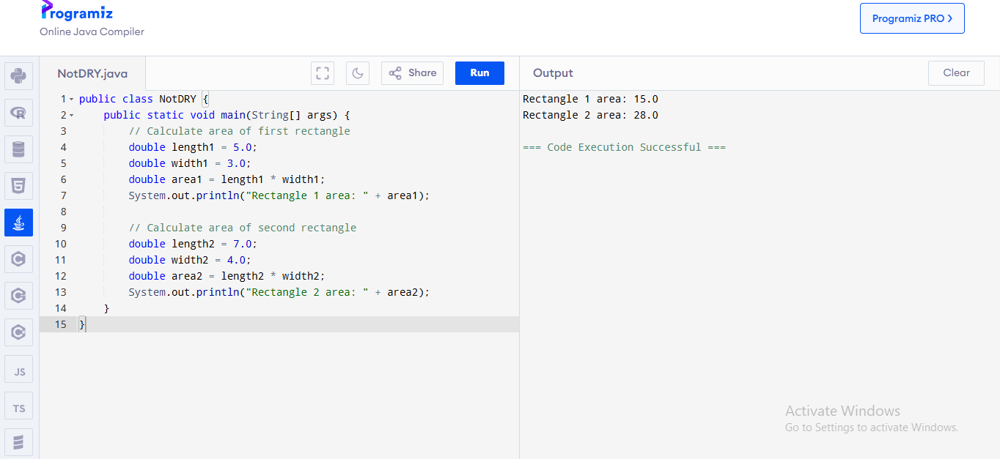 Programiz
Online Java Compiler
Programiz PRO ›
NotDRY.java
Share
Run
Output
Clear
1 public class NotDRY {
2     public static void main(String[] args) {
3         // Calculate area of first rectangle
4         double length1 = 5.0;
5         double width1 = 3.0;
6         double area1 = length1 * width1;
7         System.out.println("Rectangle 1 area: " + area1);
8
9         // Calculate area of second rectangle
10         double length2 = 7.0;
11         double width2 = 4.0;
12         double area2 = length2 * width2;
13         System.out.println("Rectangle 2 area: " + area2);
14     }
15 }
Rectangle 1 area: 15.0
Rectangle 2 area: 28.0
=== Code Execution Successful ===
R
5
C
C
C
JS
TS
Activate Windows
Go to Settings to activate Windows.